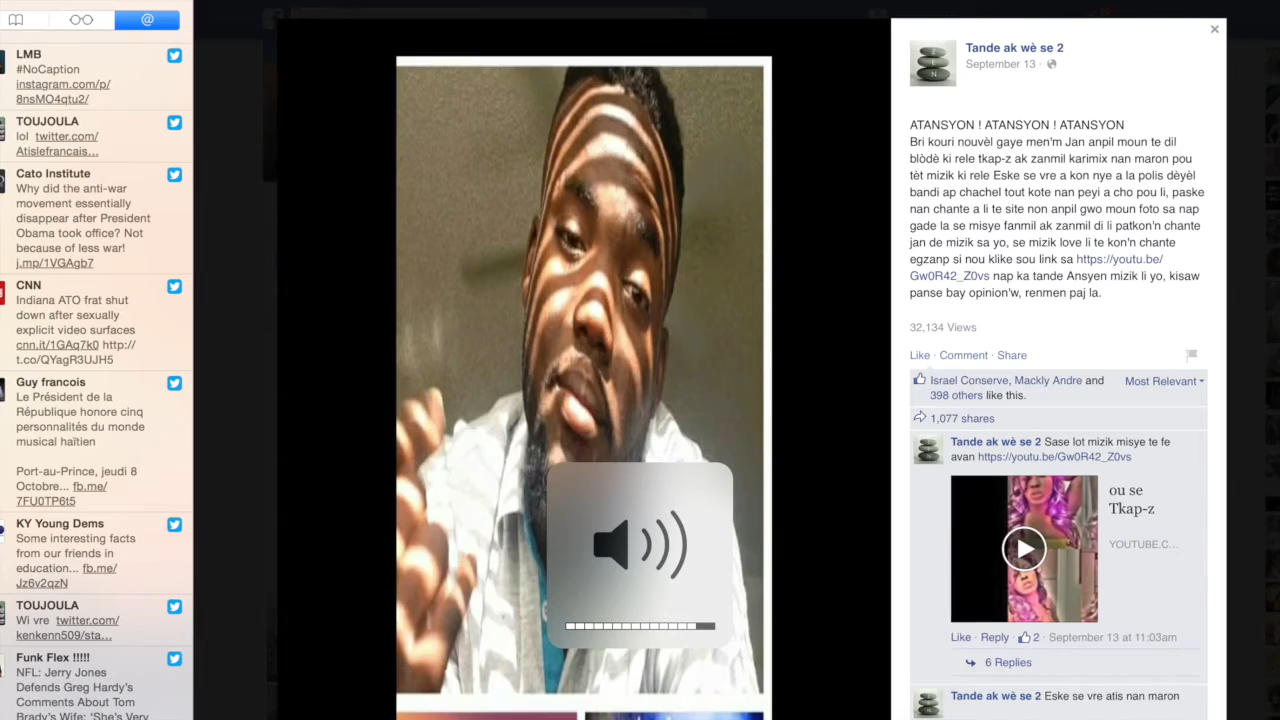 @
LMB
#NoCaption
instagram.com/p/
8nsMO4qtu2/
TOUJOULA
lol twitter.com/
Atislefrancais…
Cato Institute
Why did the anti-war
movement essentially
disappear after President
Obama took office? Not
because of less war!
j.mp/1VGAgb7
CNN
Indiana ATO frat shut
down after sexually
explicit video surfaces
cnn.it/1GAq7k0 http://
t.co/QYagR3UJH5
Guy francois
Le Président de la
République honore cinq
personnalités du monde
musical haïtien
Port-au-Prince, jeudi 8
Octobre... fb.me/
7FU0TP6t5
KY Young Dems
Some interesting facts
from our friends in
education... fb.me/
Jz6v2qzN
TOUJOULA
Wi vre twitter.com/
kenkenn509/sta…
Funk Flex !!!!!
NFL: Jerry Jones
Defends Greg Hardy's
Comments About Tom
Brady's Wife: 'She's Very
Tande ak wè se 2
September 13 ·
ATANSYON ! ATANSYON ! ATANSYON
Bri kouri nouvèl gaye men'm Jan anpil moun te dil
blòdè ki rele tkap-z ak zanmil karimix nan maron pou
tèt mizik ki rele Eske se vre a kon nye a la polis dèyèl
bandi ap chachel tout kote nan peyi a cho pou li, paske
nan chante a li te site non anpil gwo moun foto sa nap
gade la se misye fanmil ak zanmil di li patkon'n chante
jan de mizik sa yo, se mizik love li te kon'n chante
egzanp si nou klike sou link sa https://youtu.be/
Gw0R42_Z0vs nap ka tande Ansyen mizik li yo, kisaw
panse bay opinion'w, renmen paj la.
32,134 Views
Like · Comment · Share
Israel Conserve, Mackly Andre and
398 others like this.
Most Relevant
1,077 shares
Tande ak wè se 2 Sase lot mizik misye te fe
avan https://youtu.be/Gw0R42_Z0vs
ou se
Tkap-z
YOUTUBE.C...
Like · Reply · 2 · September 13 at 11:03am
6 Replies
Tande ak wè se 2 Eske se vre atis nan maron